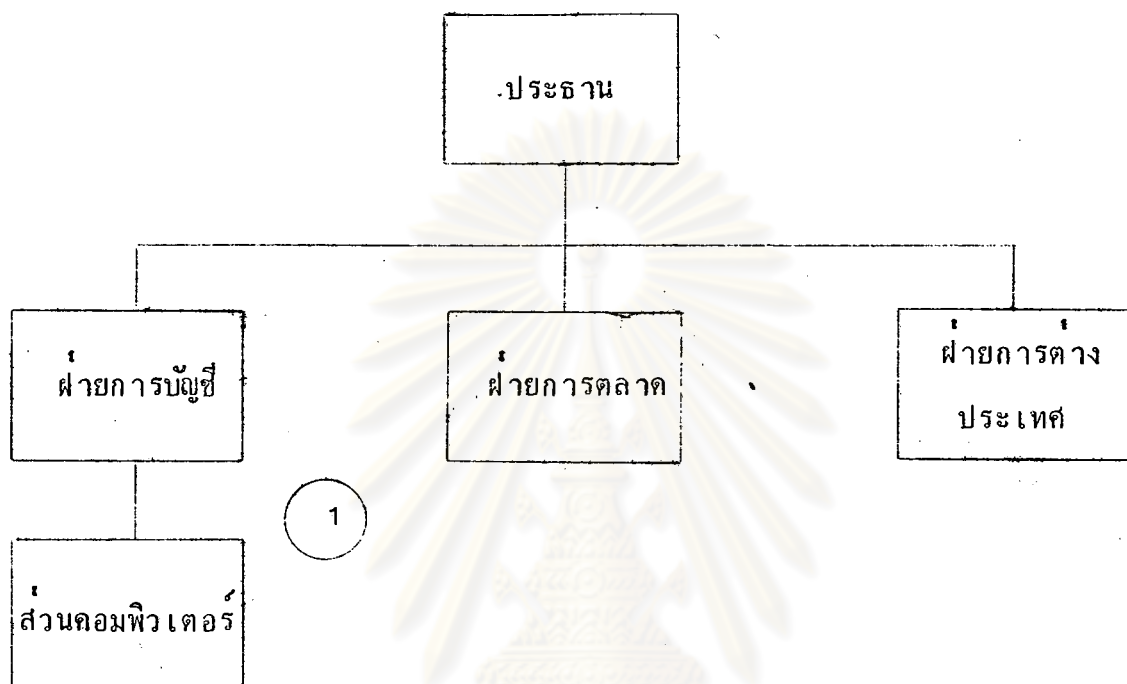 ประธาน
ฝ่ายการบัญชี
ฝ่ายการตลาด
ฝ่ายการต่าง
ประเทศ
1
ส่วนคอมพิวเตอร์